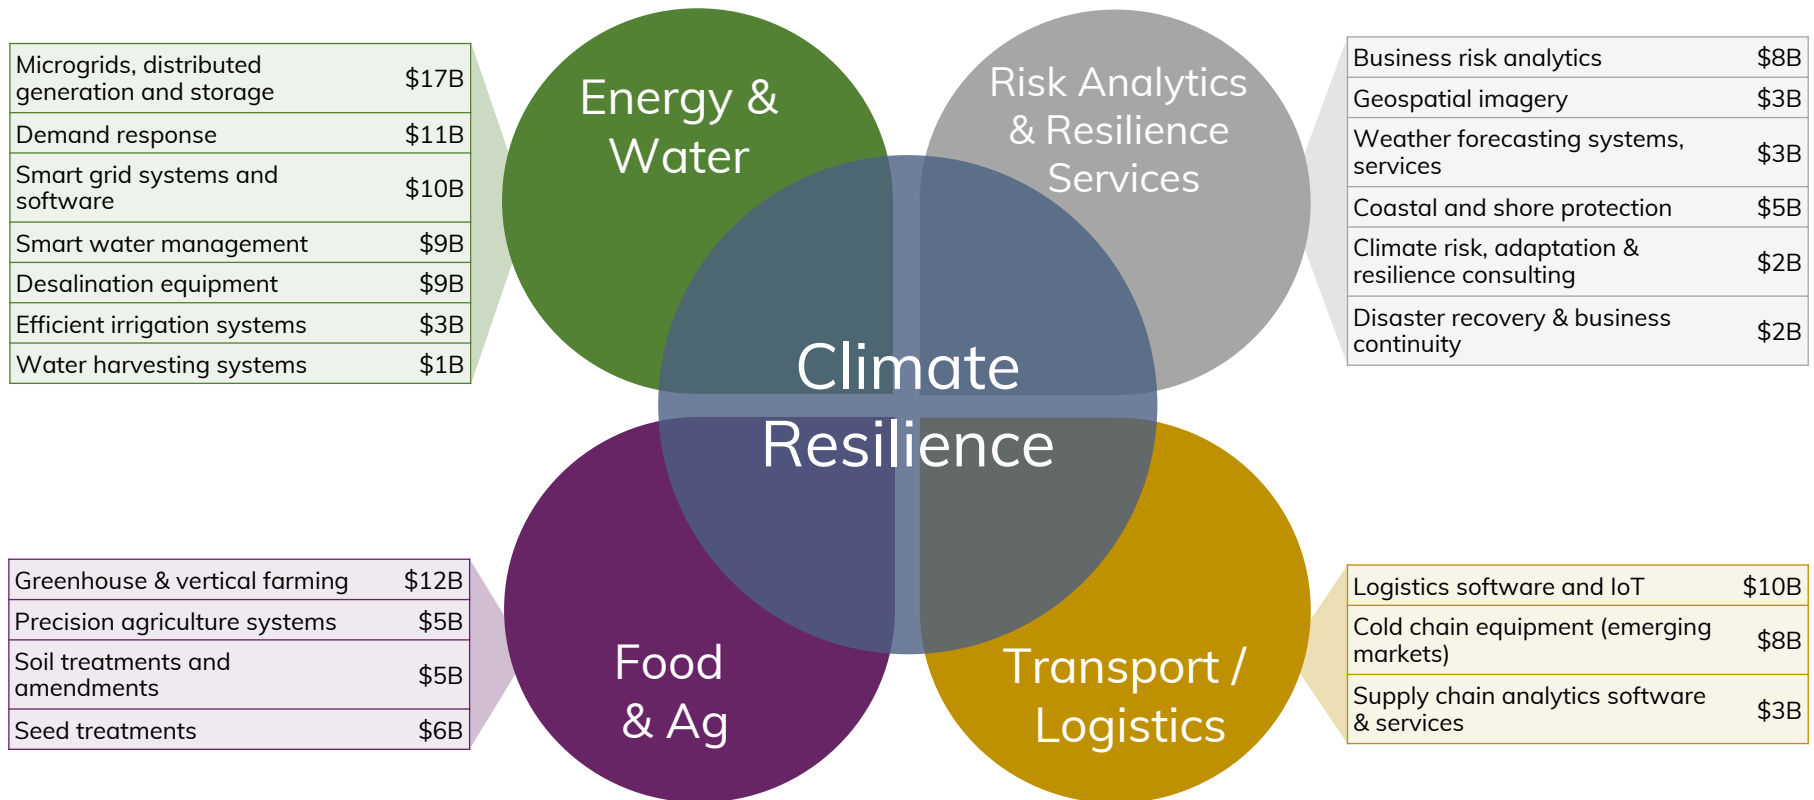 Microgrids, distributed
generation and storage $17B
Demand response $11B
Smart grid systems and
software $10B
Smart water management $9B
Desalination equipment $9B
Efficient irrigation systems $3B
Water harvesting systems $1B
Energy &
Water
Risk Analytics
& Resilience
Services
Business risk analytics $8B
Geospatial imagery $3B
Weather forecasting systems,
services $3B
Coastal and shore protection $5B
Climate risk, adaptation &
resilience consulting $2B
Disaster recovery & business
continuity $2B
Climate
Resilience
Greenhouse & vertical farming $12B
Precision agriculture systems $5B
Soil treatments and
amendments $5B
Seed treatments $6B
Food
& Ag
Transport /
Logistics
Logistics software and IoT $10B
Cold chain equipment (emerging
markets) $8B
Supply chain analytics software
& services $3B